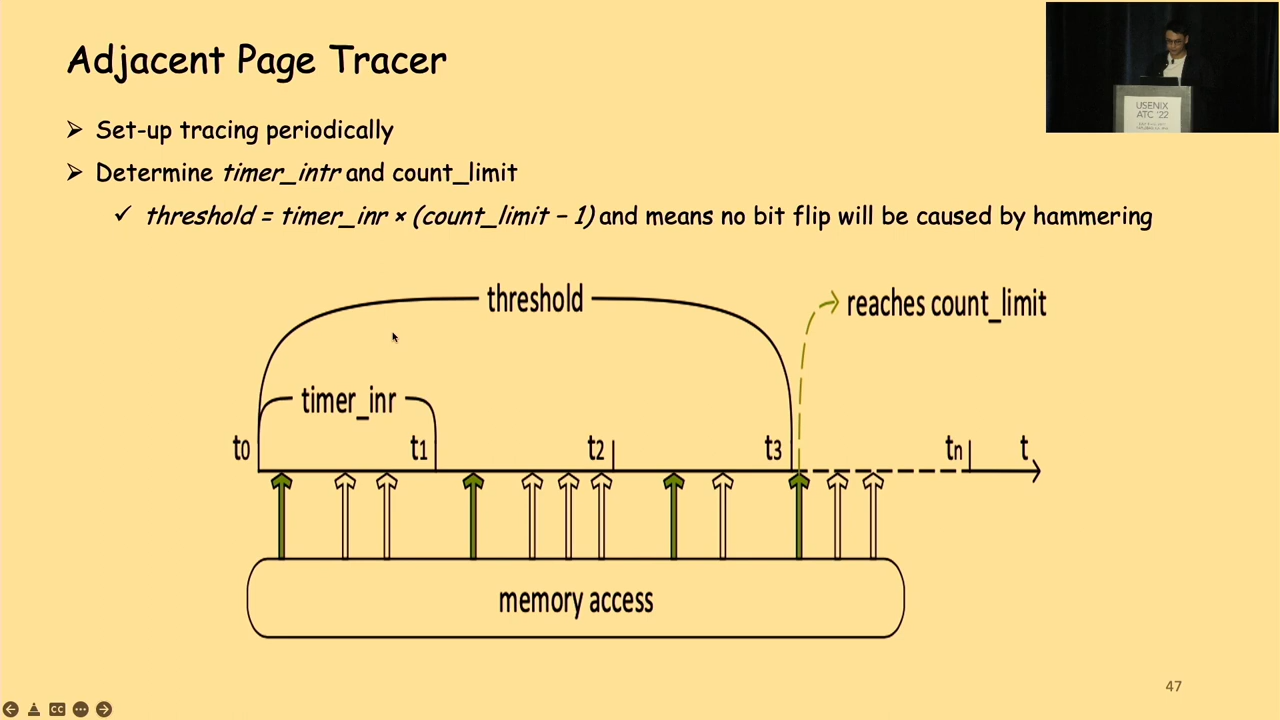 Adjacent Page Tracer
USENIX
ATC '22
Set-up tracing periodically
Determine timer_intr and count_limit
threshold = timer_inr × (count_limit − 1) and means no bit flip will be caused by hammering
threshold
reaches count_limit
timer_inr
t0 t1 t2 t3 tn t
memory access
47
CC